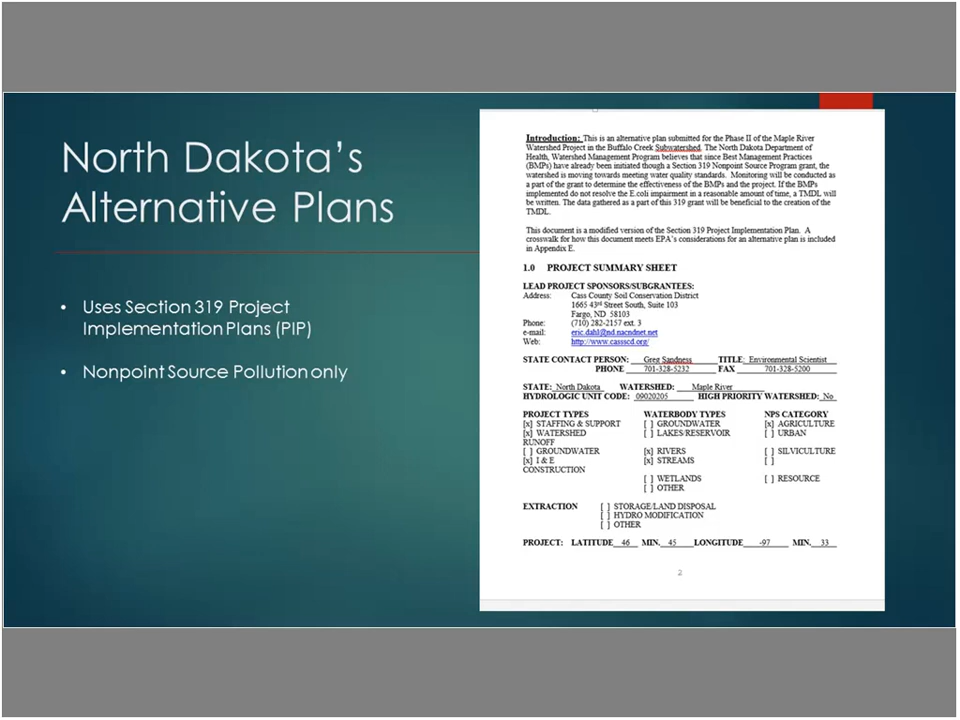 North Dakota's
Alternative Plans
• Uses Section 319 Project
Implementation Plans (PIP)
• Nonpoint Source Pollution only
Introduction: This is an alternative plan submitted for the Phase II of the Maple River
Watershed Project in the Buffalo Creek Subwatershed. The North Dakota Department of
Health, Watershed Management Program believes that since Best Management Practices
(BMPs) have already been initiated though a Section 319 Nonpoint Source Program grant, the
watershed is moving towards meeting water quality standards. Monitoring will be conducted as
a part of the grant to determine the effectiveness of the BMPs and the project. If the BMPs
implemented do not resolve the E.coli impairment in a reasonable amount of time, a TMDL will
be written. The data gathered as a part of this 319 grant will be beneficial to the creation of the
TMDL.
This document is a modified version of the Section 319 Project Implementation Plan. A
crosswalk for how this document meets EPA's considerations for an alternative plan is included
in Appendix E.
1.0 PROJECT SUMMARY SHEET
LEAD PROJECT SPONSORS/SUBGRANTEES:
Address: Cass County Soil Conservation District
1665 43rd Street South, Suite 103
Fargo, ND 58103
Phone: (710) 282-2157 ext. 3
e-mail: eric.dahl@nd.nacdnet.net
Web: http://www.cassscd.org/
STATE CONTACT PERSON: Greg Sandness TITLE: Environmental Scientist
PHONE 701-328-5232 FAX 701-328-5200
STATE: North Dakota WATERSHED: Maple River
HYDROLOGIC UNIT CODE: 09020205 HIGH PRIORITY WATERSHED: No
PROJECT TYPES WATERBODY TYPES NPS CATEGORY
[x] STAFFING & SUPPORT [ ] GROUNDWATER [x] AGRICULTURE
[x] WATERSHED [ ] LAKES/RESERVOIR [ ] URBAN
RUNOFF
[ ] GROUNDWATER [x] RIVERS [ ] SILVICULTURE
[x] I & E [x] STREAMS [ ]
CONSTRUCTION
[ ] WETLANDS [ ] RESOURCE
[ ] OTHER
EXTRACTION [ ] STORAGE/LAND DISPOSAL
[ ] HYDRO MODIFICATION
[ ] OTHER
PROJECT: LATITUDE 46 MIN. 45 LONGITUDE -97 MIN. 33
2